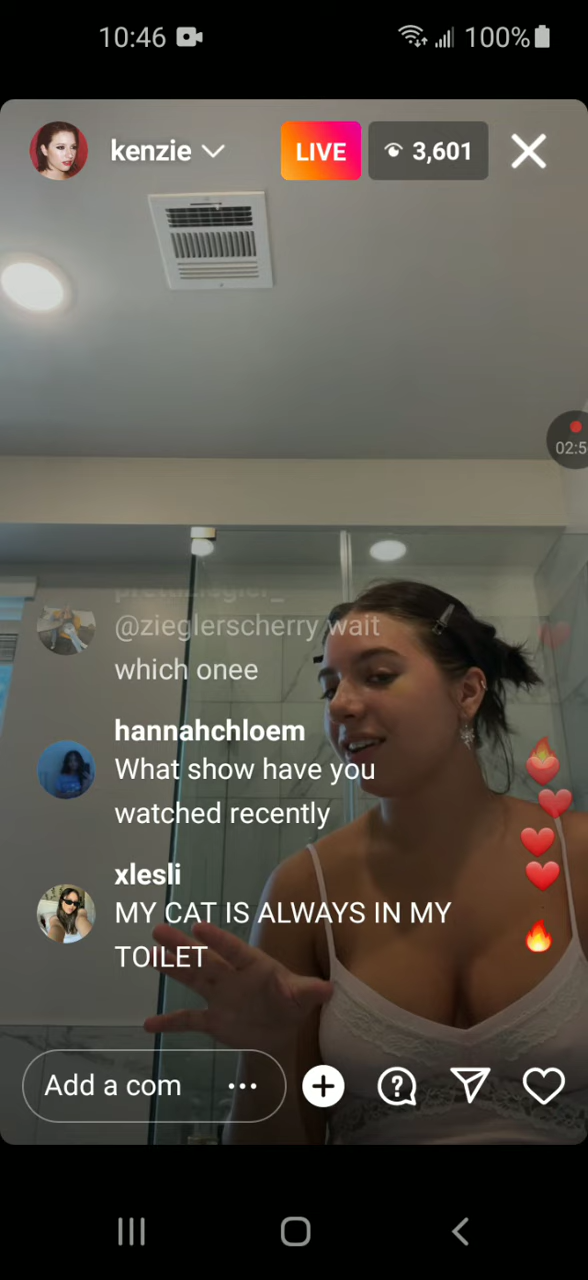 10:46
100%
kenzie
LIVE
3,601
02:5
prettiziegler_
@zieglerscherry wait
which onee
hannahchloem
What show have you
watched recently
xlesli
MY CAT IS ALWAYS IN MY
TOILET
Add a com